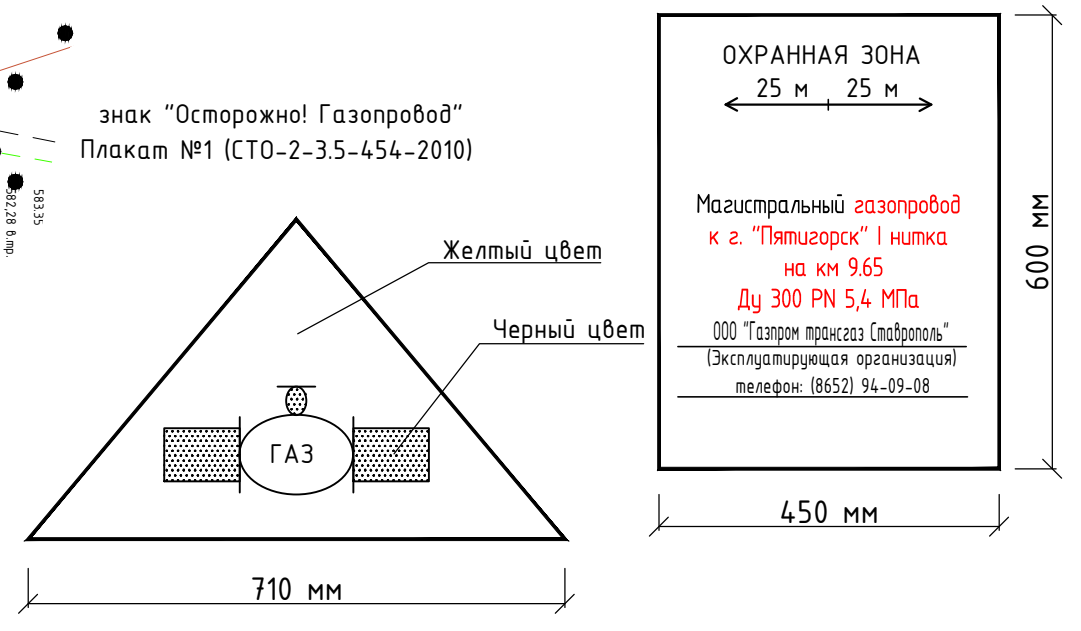 знак "Осторожно! Газопровод"
Плакат №1 (СТО-2-3.5-454-2010)
583.35
582,28 в.тр.
Желтый цвет
Черный цвет
ГАЗ
710 мм
ОХРАННАЯ ЗОНА
25 м 25 м
Магистральный газопровод
к г. "Пятигорск" I нитка
на км 9.65
Ду 300 PN 5,4 МПа
ООО "Газпром трансгаз Ставрополь"
(Эксплуатирующая организация)
телефон: (8652) 94-09-08
600 мм
450 мм